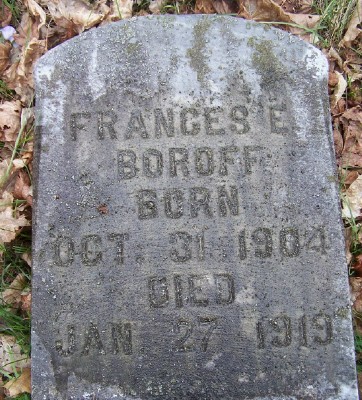 FRANCES E.
BOROFF
BORN
OCT. 31 1904
DIED
JAN. 27 1919